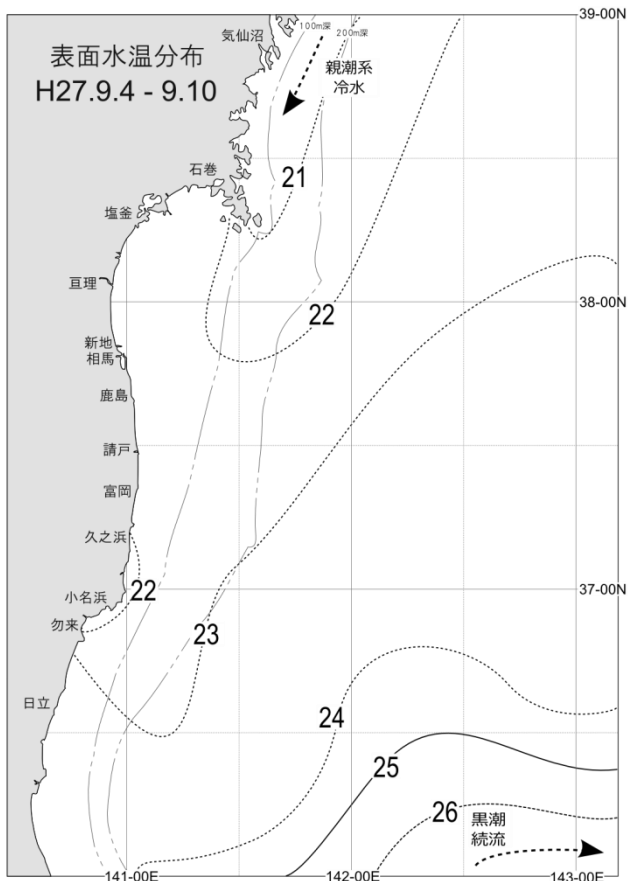 39-00N
気仙沼
100m深
200m深
表面水温分布
H27.9.4 - 9.10
親潮系
冷水
石巻
21
塩釜
亘理
38-00N
22
新地
相馬
鹿島
請戸
富岡
久之浜
22
37-00N
小名浜
勿来
23
日立
24
25
26
黒潮
続流
141-00E
142-00E
143-00E